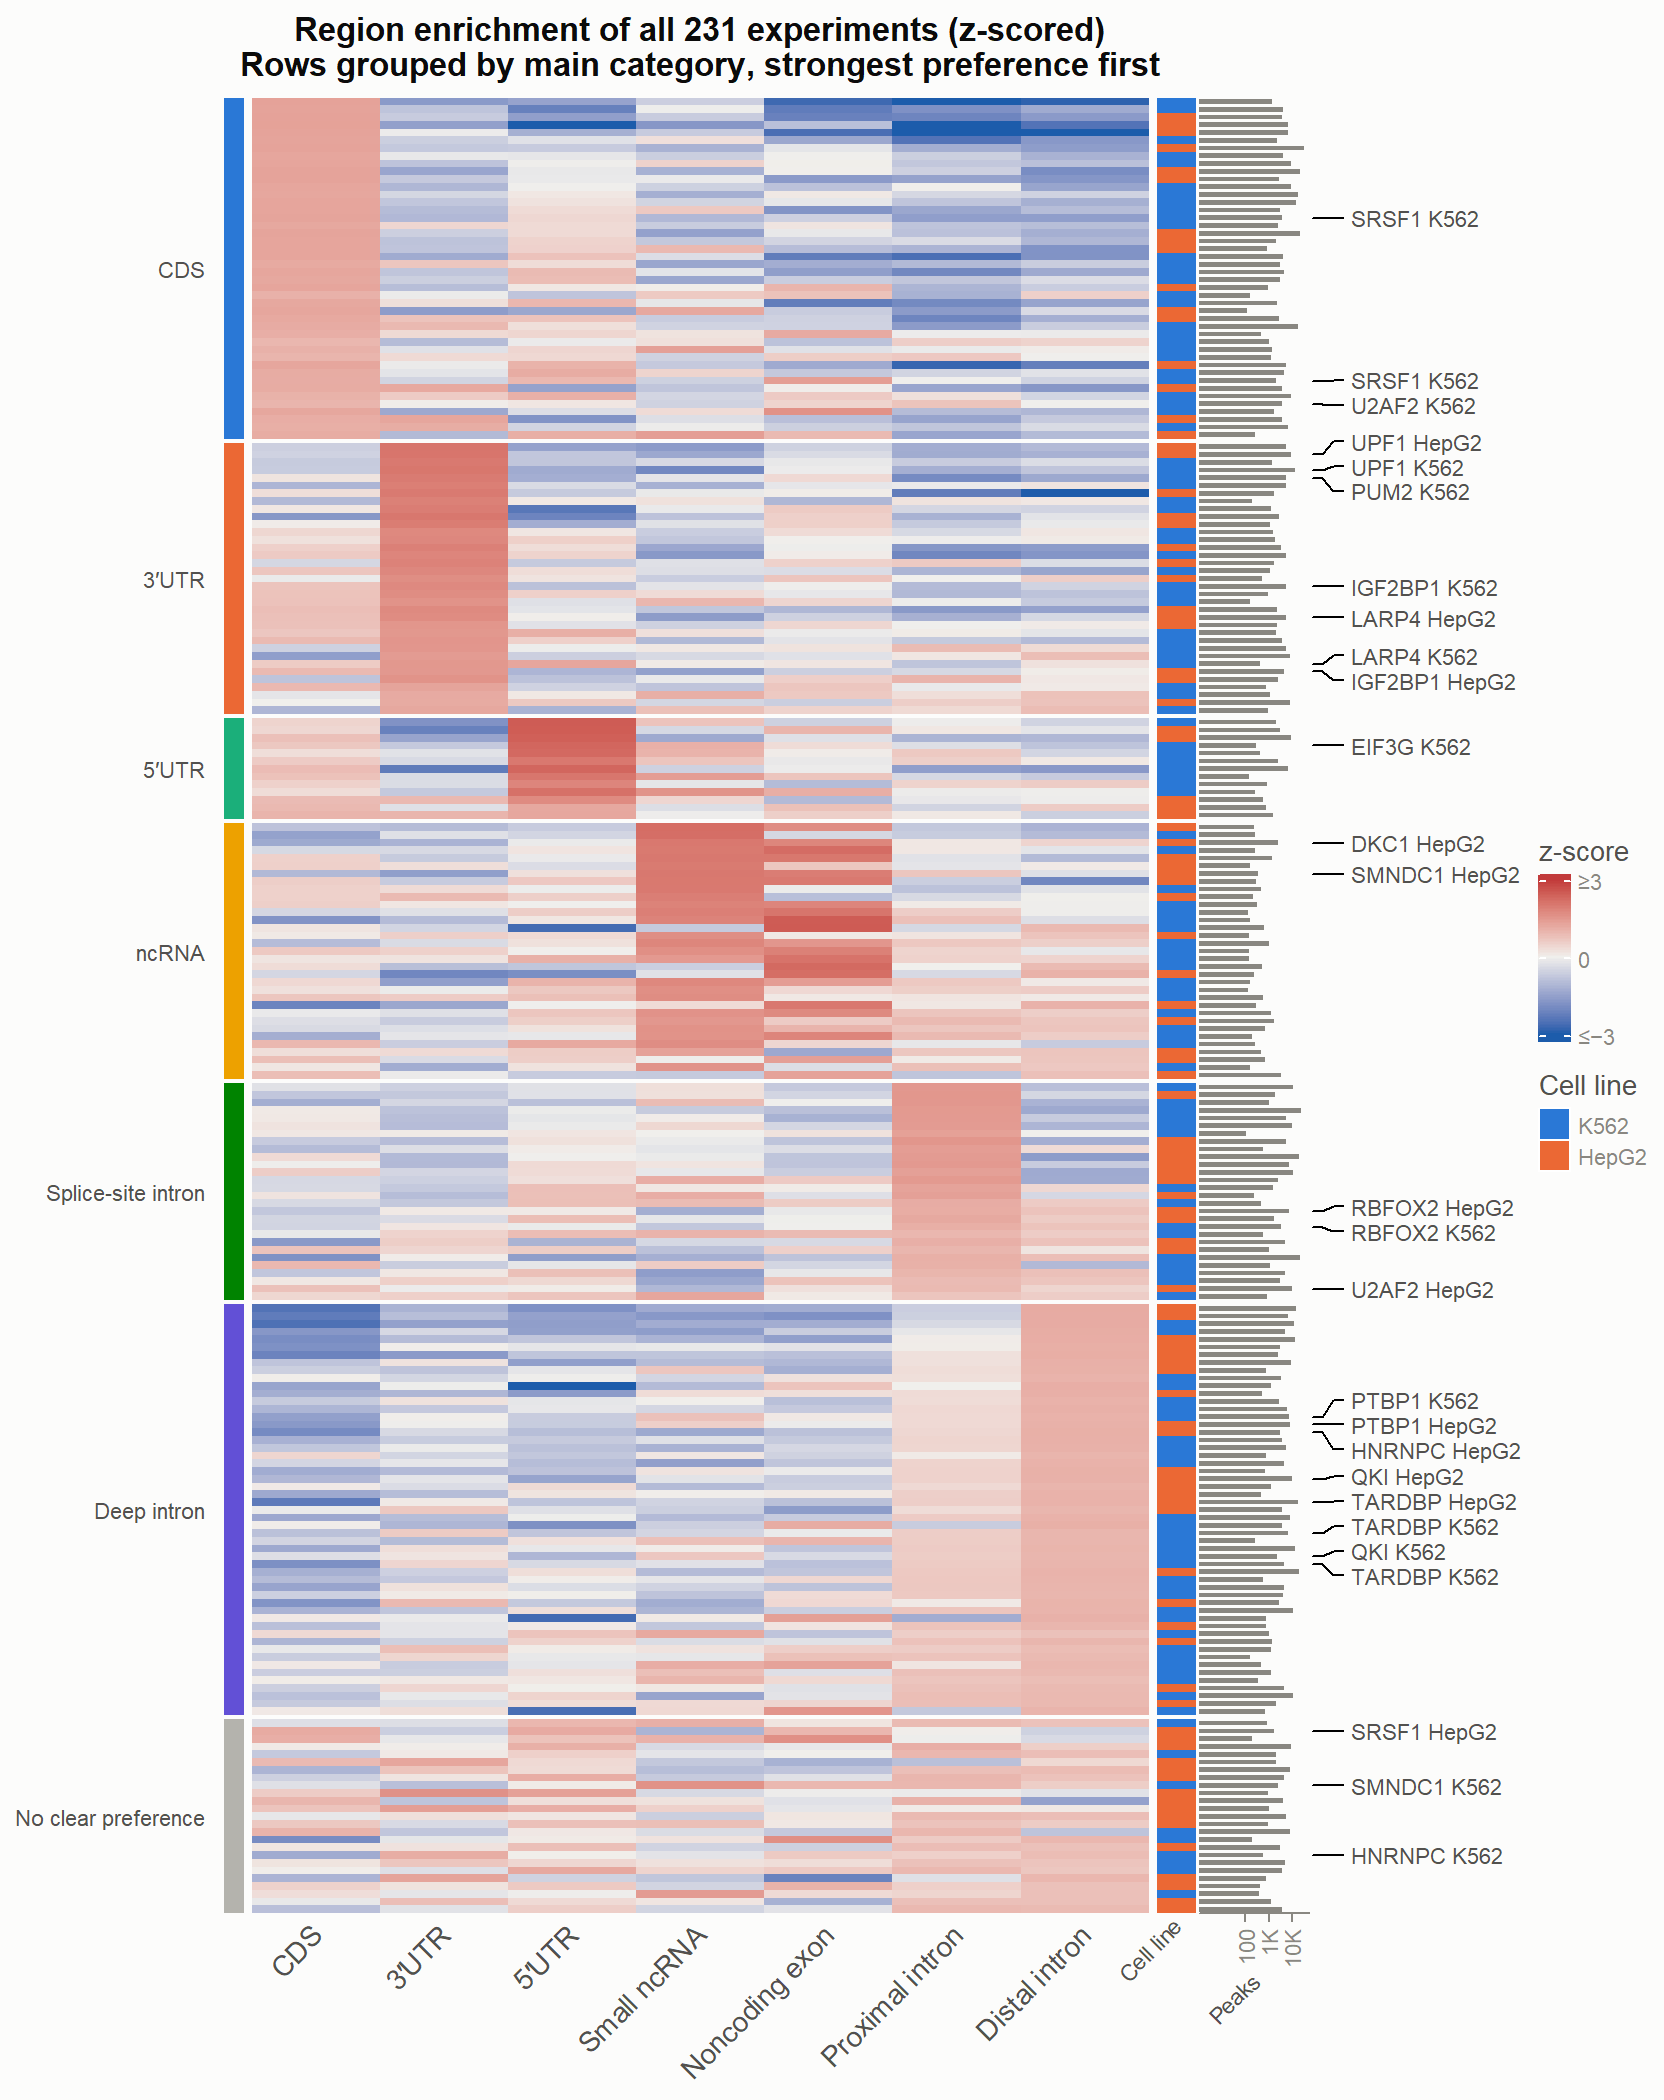 Region enrichment of all 231 experiments (z-scored)
Rows grouped by main category, strongest preference first
CDS
3′UTR
5′UTR
ncRNA
Splice-site intron
Deep intron
No clear preference
SRSF1 K562
SRSF1 K562
U2AF2 K562
UPF1 HepG2
UPF1 K562
PUM2 K562
IGF2BP1 K562
LARP4 HepG2
LARP4 K562
IGF2BP1 HepG2
EIF3G K562
DKC1 HepG2
SMNDC1 HepG2
RBFOX2 HepG2
RBFOX2 K562
U2AF2 HepG2
PTBP1 K562
PTBP1 HepG2
HNRNPC HepG2
QKI HepG2
TARDBP HepG2
TARDBP K562
QKI K562
TARDBP K562
SRSF1 HepG2
SMNDC1 K562
HNRNPC K562
z-score
≥3
0
≤−3
Cell line
K562
HepG2
CDS
3′UTR
5′UTR
Small ncRNA
Noncoding exon
Proximal intron
Distal intron
Cell line
100
1K
10K
Peaks